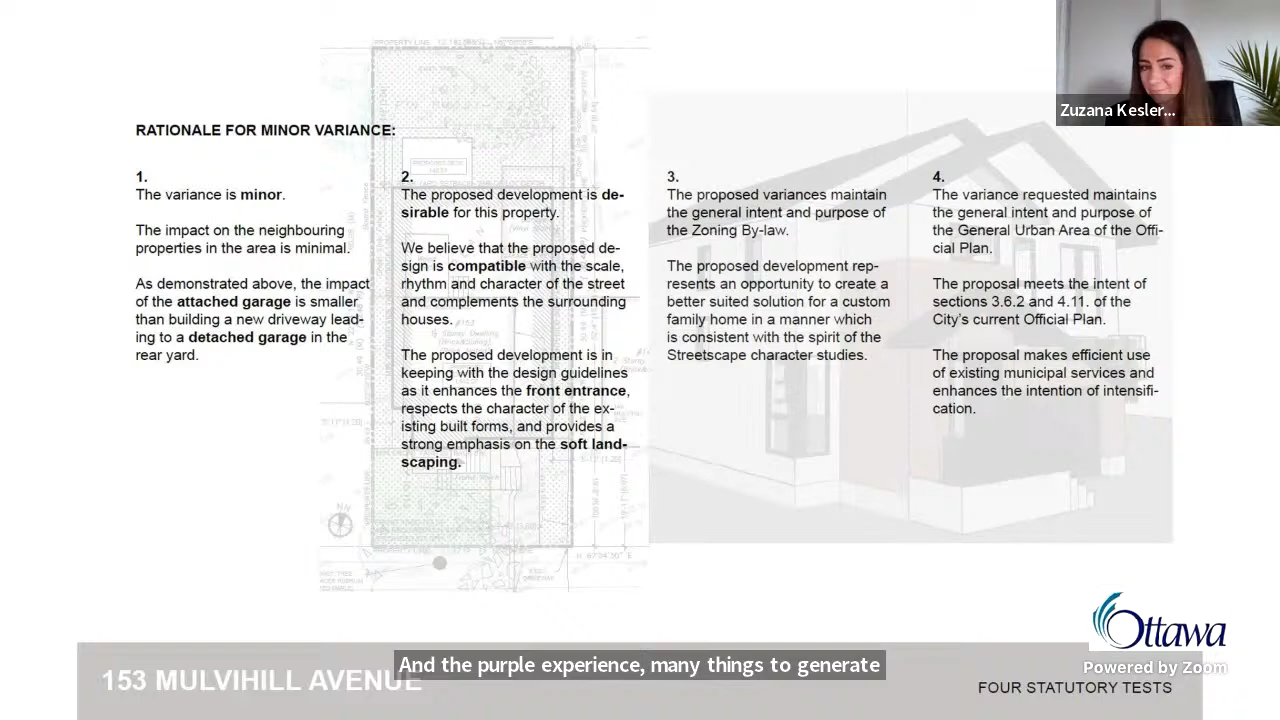 Zuzana Kesler...
RATIONALE FOR MINOR VARIANCE:
1.
The variance is minor.
The impact on the neighbouring
properties in the area is minimal.
As demonstrated above, the impact
of the attached garage is smaller
than building a new driveway lead-
ing to a detached garage in the
rear yard.
2.
The proposed development is de-
sirable for this property.
We believe that the proposed de-
sign is compatible with the scale,
rhythm and character of the street
and complements the surrounding
houses.
The proposed development is in
keeping with the design guidelines
as it enhances the front entrance,
respects the character of the ex-
isting built forms, and provides a
strong emphasis on the soft land-
scaping.
3.
The proposed variances maintain
the general intent and purpose of
the Zoning By-law.
The proposed development rep-
resents an opportunity to create a
better suited solution for a custom
family home in a manner which
is consistent with the spirit of the
Streetscape character studies.
4.
The variance requested maintains
the general intent and purpose of
the General Urban Area of the Offi-
cial Plan.
The proposal meets the intent of
sections 3.6.2 and 4.11. of the
City's current Official Plan.
The proposal makes efficient use
of existing municipal services and
enhances the intention of intensifi-
cation.
Ottawa
Powered by Zoom
And the purple experience, many things to generate
153 MULVIHILL AVENUE
FOUR STATUTORY TESTS